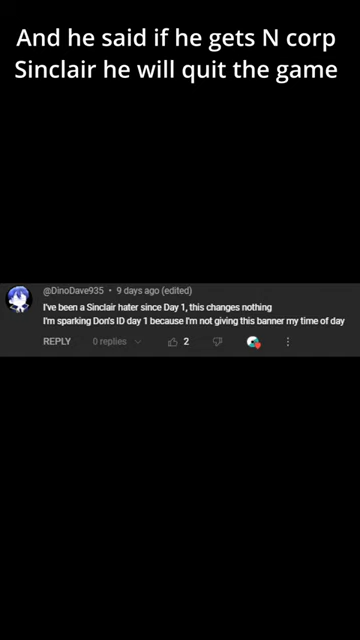 And he said if he gets N corp
Sinclair he will quit the game
@DinoDave935 • 9 days ago (edited)
I've been a Sinclair hater since Day 1, this changes nothing
I'm sparking Don's ID day 1 because I'm not giving this banner my time of day
REPLY 0 replies 2